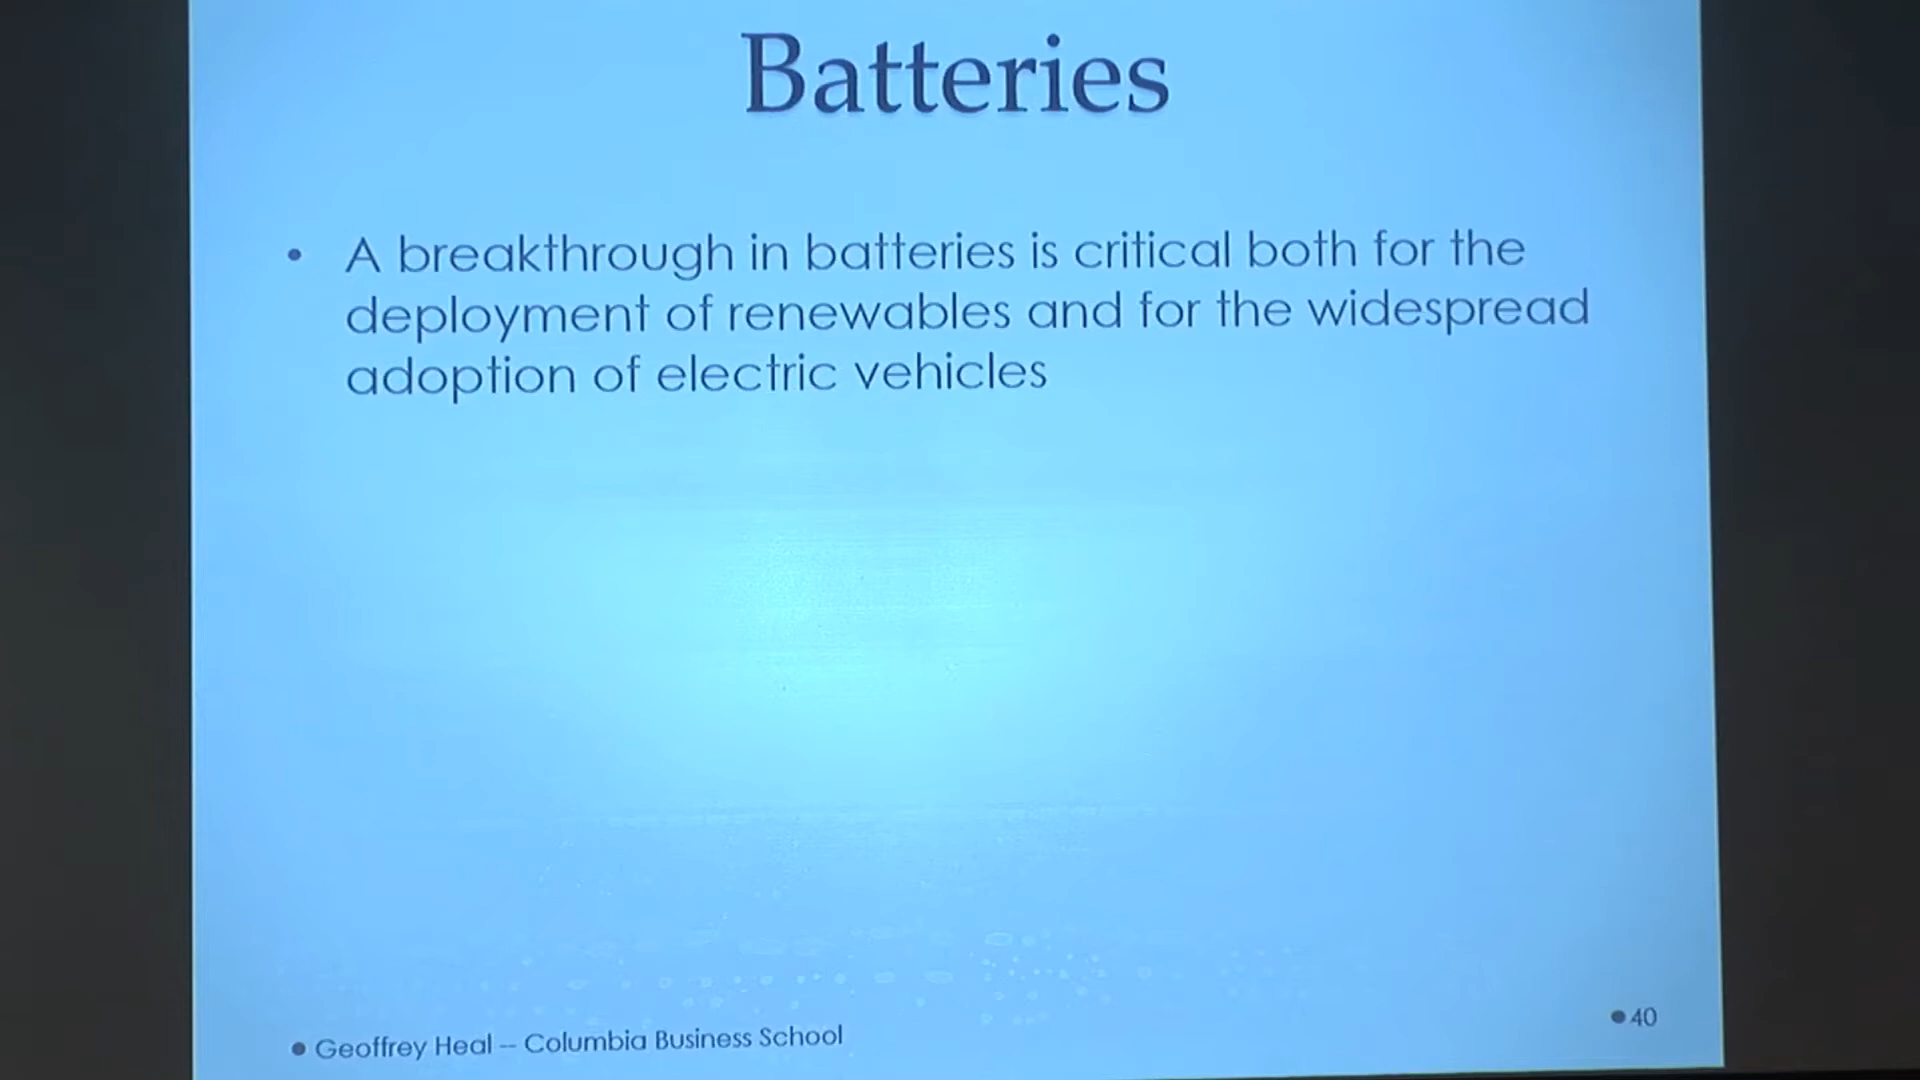 Batteries
• A breakthrough in batteries is critical both for the
deployment of renewables and for the widespread
adoption of electric vehicles
• Geoffrey Heal -- Columbia Business School
• 40